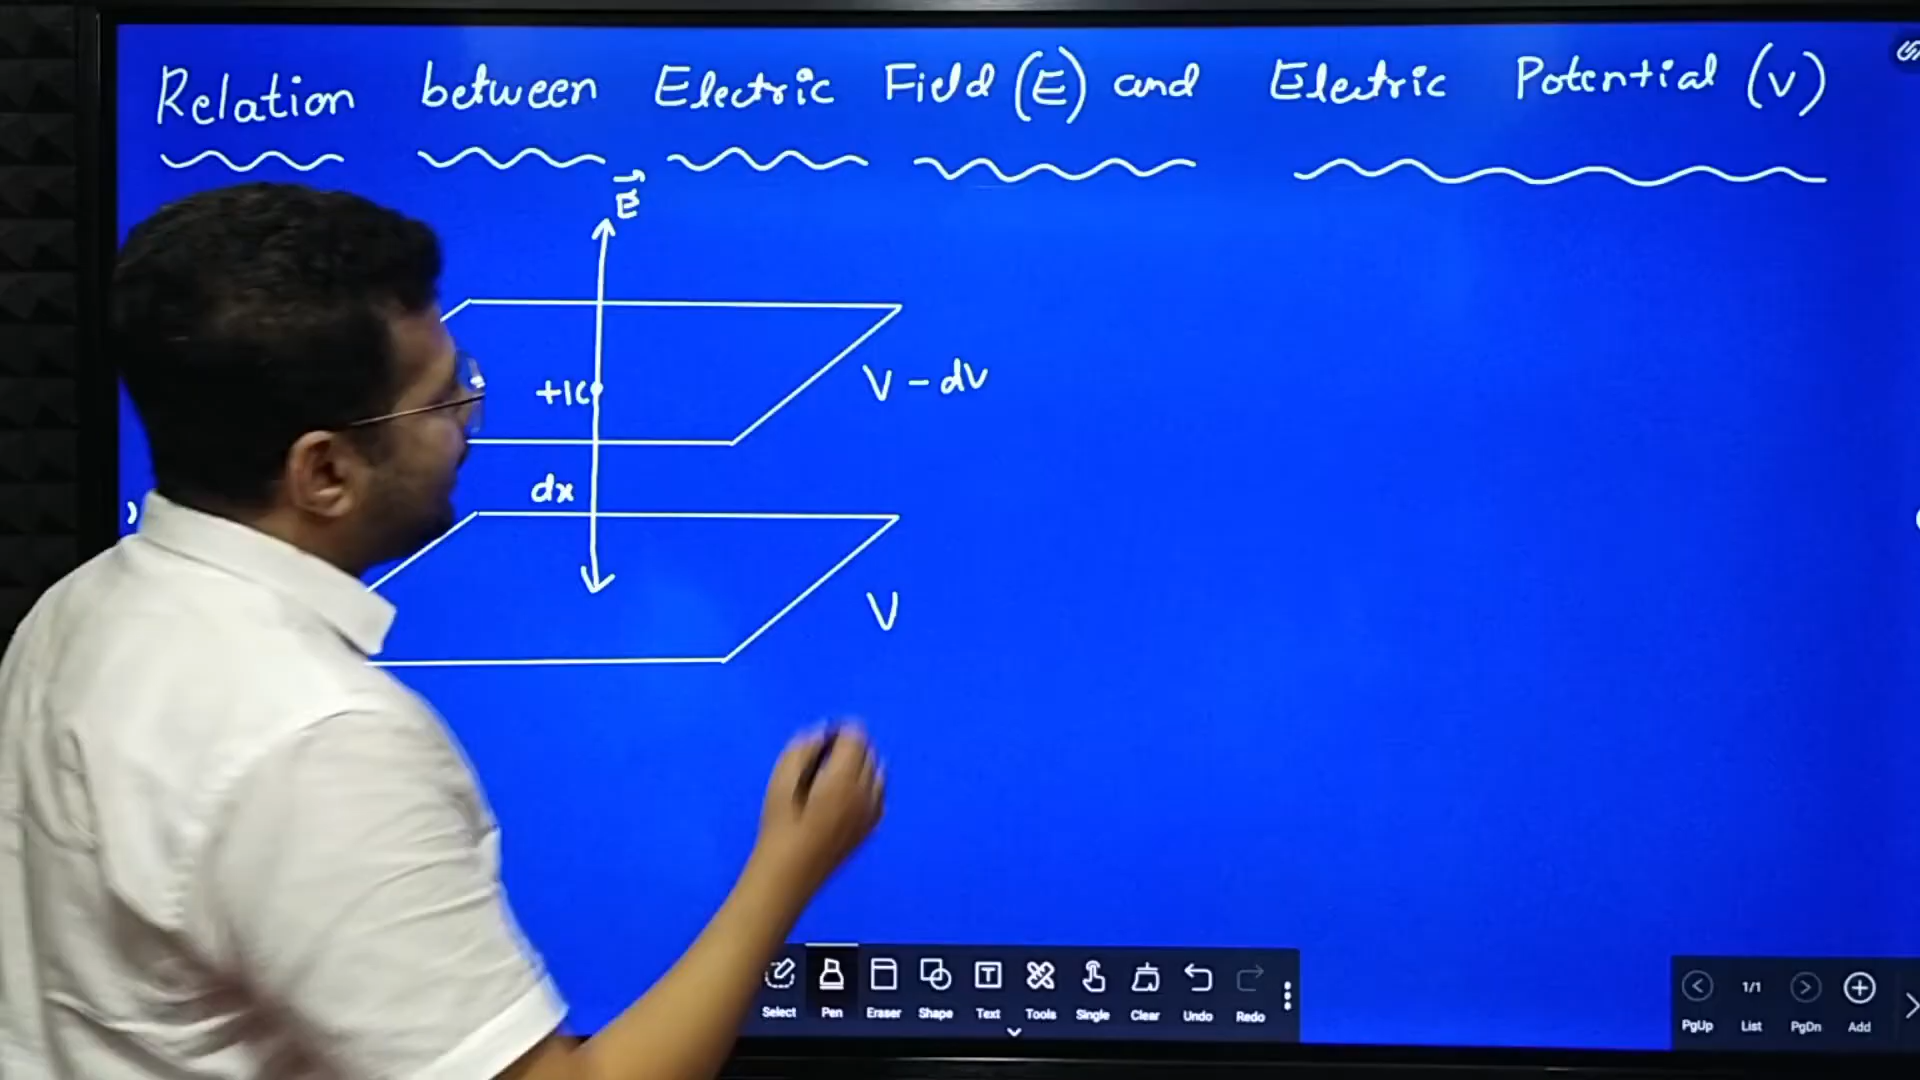 Relation between Electric Field (E) and Eletric Potential (V)
E
+1C
V - dV
dx
V
Select Pen Eraser Shape Text Tools Single Clear Undo Redo
1/1
PgUp List PgDn Add